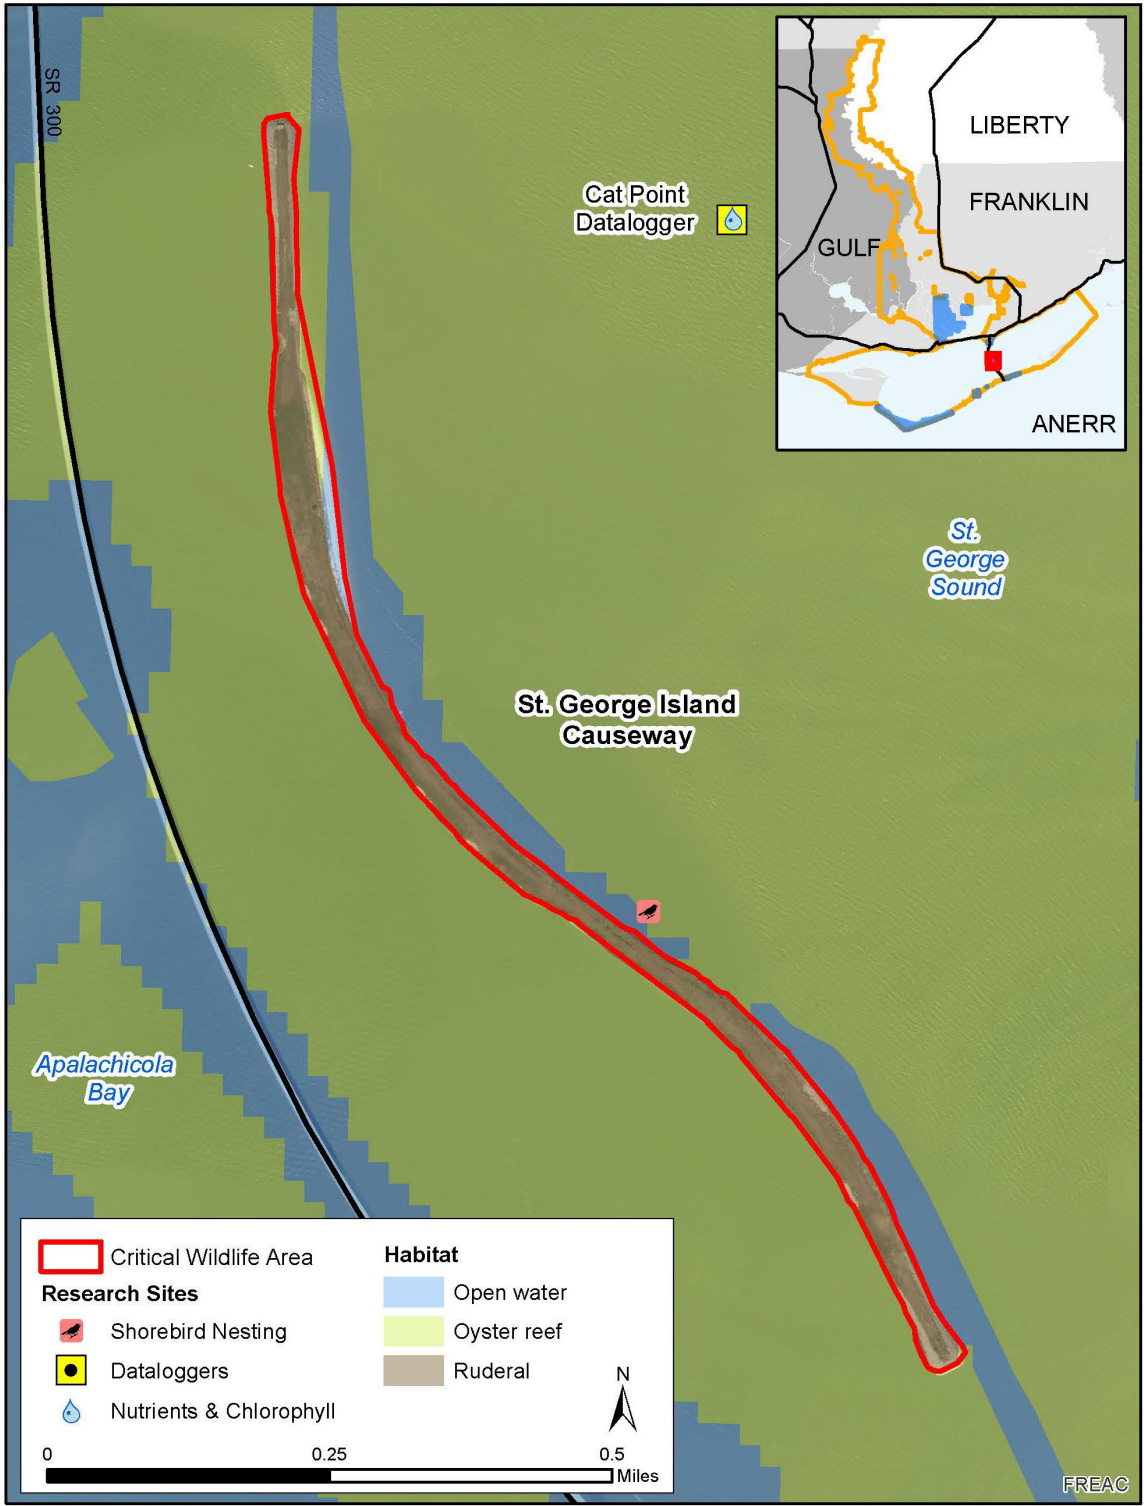 SR 300
Cat Point
Datalogger
LIBERTY
FRANKLIN
GULF
ANERR
St.
George
Sound
St. George Island
Causeway
Apalachicola
Bay
Critical Wildlife Area
Research Sites
Shorebird Nesting
Dataloggers
Nutrients & Chlorophyll
Habitat
Open water
Oyster reef
Ruderal
N
0 0.25 0.5
Miles
FREAC